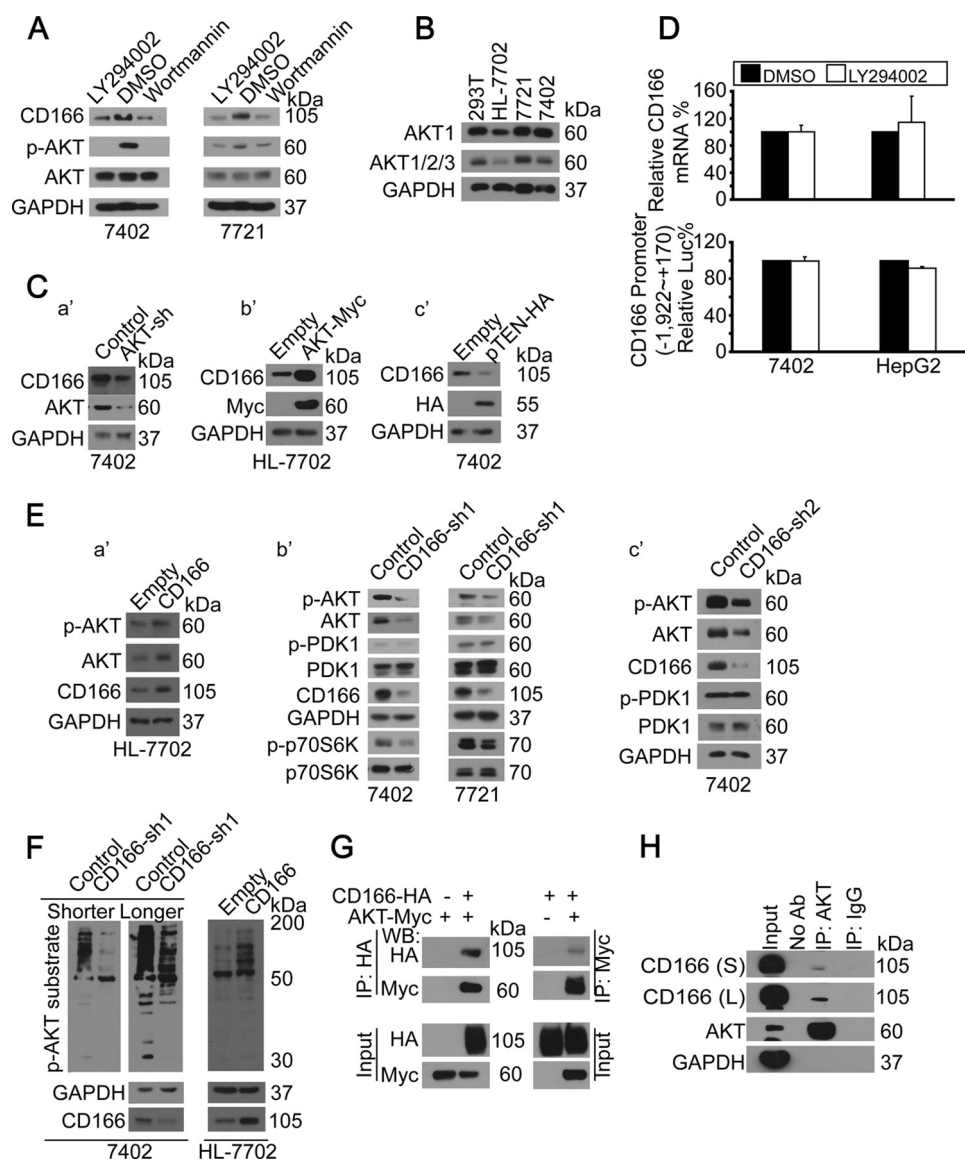 A
LY294002 DMSO Wortmannin LY294002 DMSO Wortmannin kDa
CD166 105
p-AKT 60
AKT 60
GAPDH 37
7402 7721
B
293T HL-7702 7721 7402 kDa
AKT1 60
AKT1/2/3 60
GAPDH 37
D
DMSO LY294002
Relative CD166 mRNA %
160
120
80
40
0
CD166 Promoter (-1,922~+170) Relative Luc%
120
80
40
0
7402 HepG2
C
a'
Control AKT-sh kDa
CD166 105
AKT 60
GAPDH 37
7402
b'
Empty AKT-Myc kDa
CD166 105
Myc 60
GAPDH 37
HL-7702
c'
Empty pTEN-HA kDa
CD166 105
HA 55
GAPDH 37
7402
E
a'
Empty CD166 kDa
p-AKT 60
AKT 60
CD166 105
GAPDH 37
HL-7702
b'
Control CD166-sh1 Control CD166-sh1 kDa
p-AKT 60
AKT 60
p-PDK1 60
PDK1 60
CD166 105
GAPDH 37
p-p70S6K 70
p70S6K 70
7402 7721
c'
Control CD166-sh2 kDa
p-AKT 60
AKT 60
CD166 105
p-PDK1 60
PDK1 60
GAPDH 37
7402
F
Control CD166-sh1 Control CD166-sh1 Empty CD166 kDa
Shorter Longer
p-AKT substrate
200
50
30
GAPDH 37
CD166 105
7402 HL-7702
G
CD166-HA - + + +
AKT-Myc + + - +
WB: kDa
IP: HA
HA 105
Myc 60
IP: Myc
Input
HA 105
Myc 60
Input
H
Input No Ab IP: AKT IP: IgG kDa
CD166 (S) 105
CD166 (L) 105
AKT 60
GAPDH 37